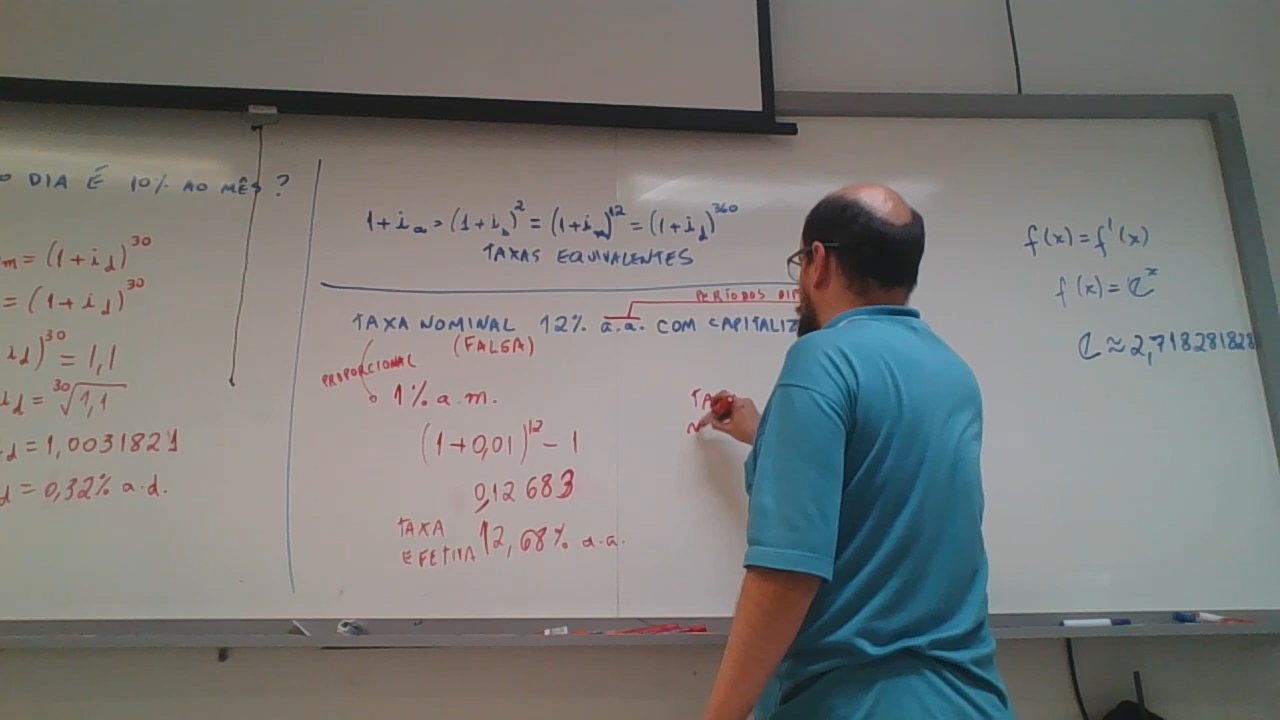 O DIA É 10% AO MÊS ?
m = (1+i_d)^30
= (1+i_d)^30
i_d)^30 = 1,1
i_d = ³⁰√1,1
d = 1,0031821
d = 0,32% a.d.
1+i_a = (1+i_s)^2 = (1+i_m)^12 = (1+i_d)^360
TAXAS EQUIVALENTES
PERÍODOS DIF
TAXA NOMINAL 12% a.a. COM CAPITALIZ
(FALSA)
PROPORCIONAL
1% a.m.
(1+0,01)^12 - 1
0,12683
TAXA
EFETIVA 12,68% a.a.
TA
N
f(x) = f'(x)
f(x) = e^x
e ≈ 2,718281828